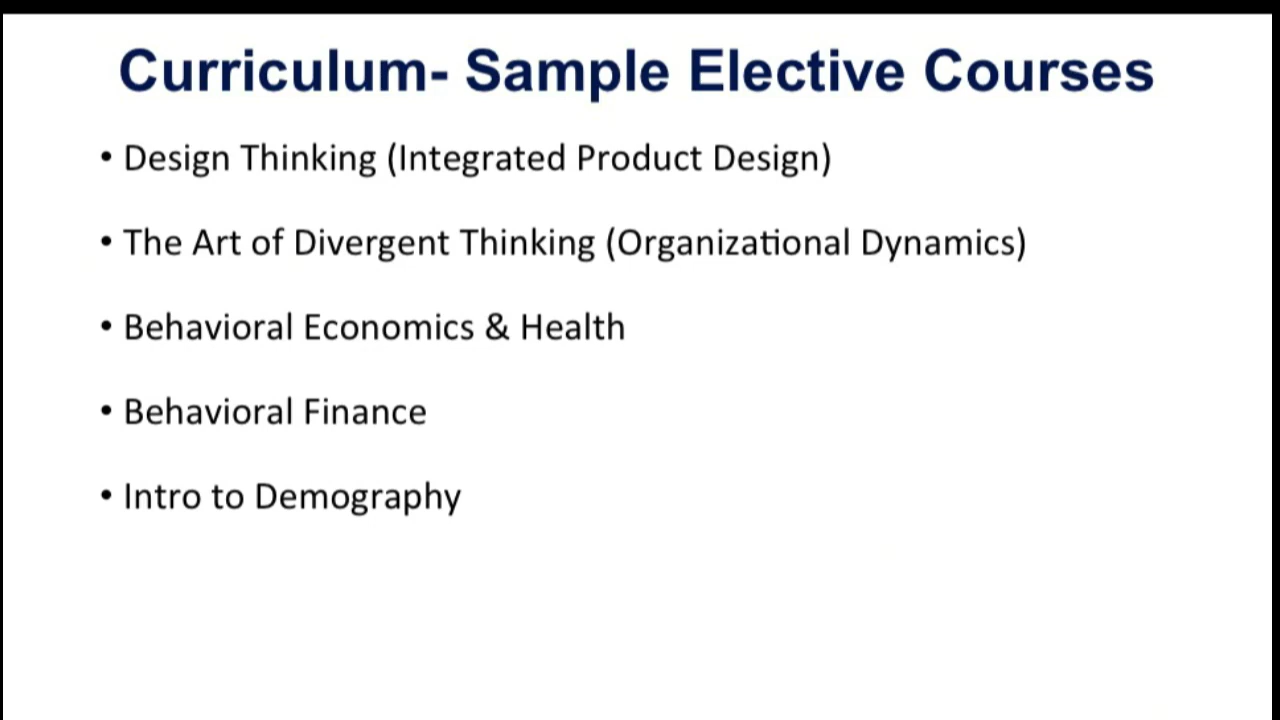 Curriculum- Sample Elective Courses
• Design Thinking (Integrated Product Design)
• The Art of Divergent Thinking (Organizational Dynamics)
• Behavioral Economics & Health
• Behavioral Finance
• Intro to Demography